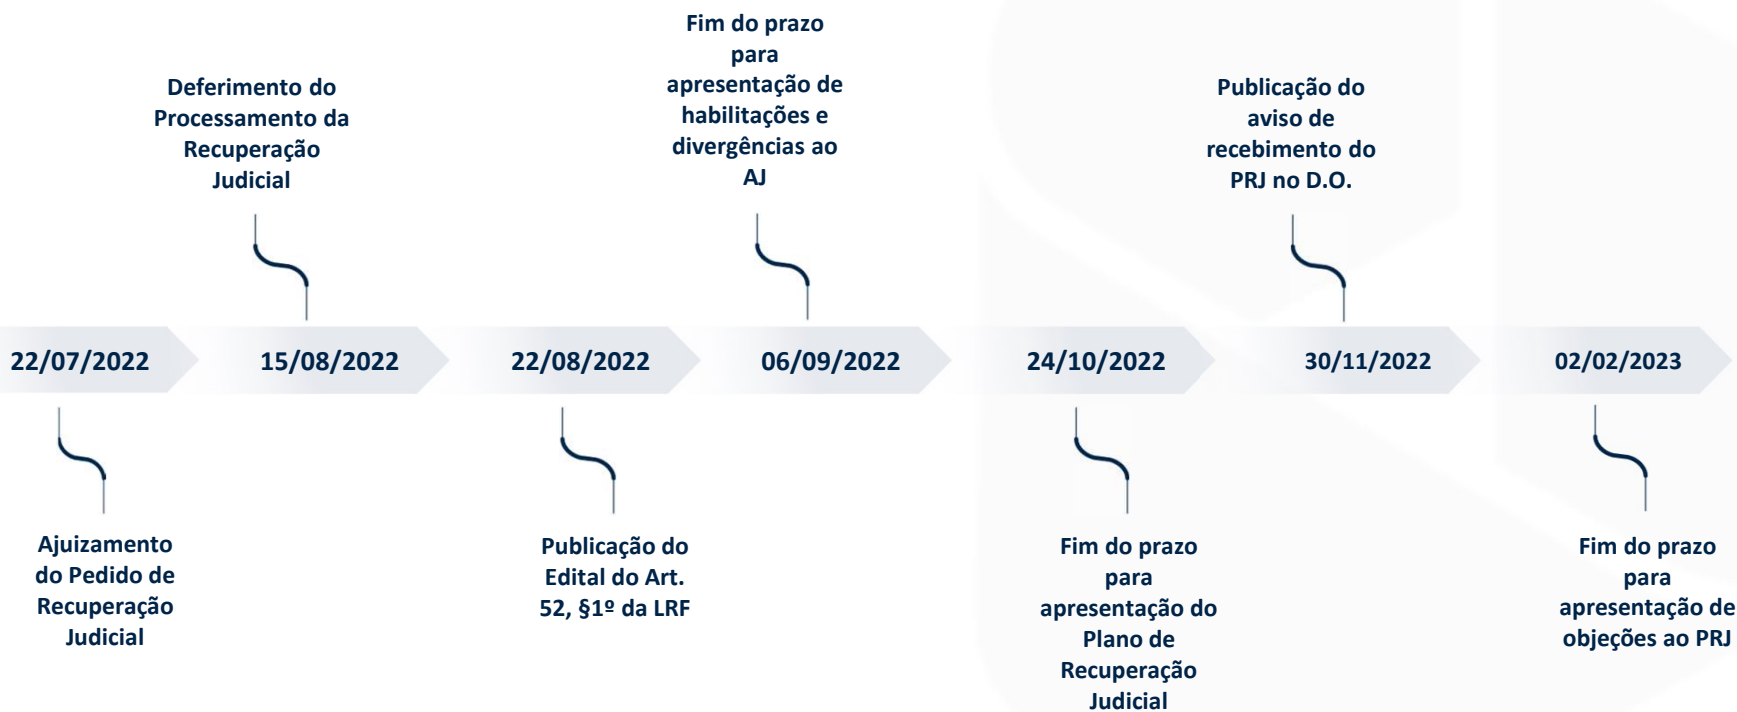 Fim do prazo
para
apresentação de
habilitações e
divergências ao
AJ
Deferimento do
Processamento da
Recuperação
Judicial
Publicação do
aviso de
recebimento do
PRJ no D.O.
22/07/2022
15/08/2022
22/08/2022
06/09/2022
24/10/2022
30/11/2022
02/02/2023
Ajuizamento
do Pedido de
Recuperação
Judicial
Publicação do
Edital do Art.
52, §1º da LRF
Fim do prazo
para
apresentação do
Plano de
Recuperação
Judicial
Fim do prazo
para
apresentação de
objeções ao PRJ